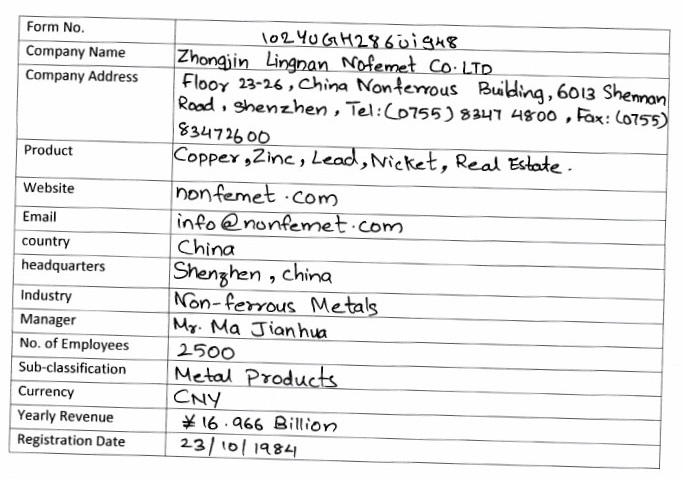 Form No. 1024UGH286Ui948
Company Name Zhongjin Lingnan Nofemet Co. LTD
Company Address Floor 23-26, China Nonferrous Building, 6013 Shennan
Road, Shenzhen, Tel: (0755) 8347 4800, Fax: (0755)
83472600
Product Copper, Zinc, Lead, Nicket, Real Estate.
Website nonfemet.com
Email info@nonfemet.com
country China
headquarters Shenzhen, China
Industry Non-ferrous Metals
Manager Mr. Ma Jianhua
No. of Employees 2500
Sub-classification Metal Products
Currency CNY
Yearly Revenue ¥16.966 Billion
Registration Date 23/10/1984